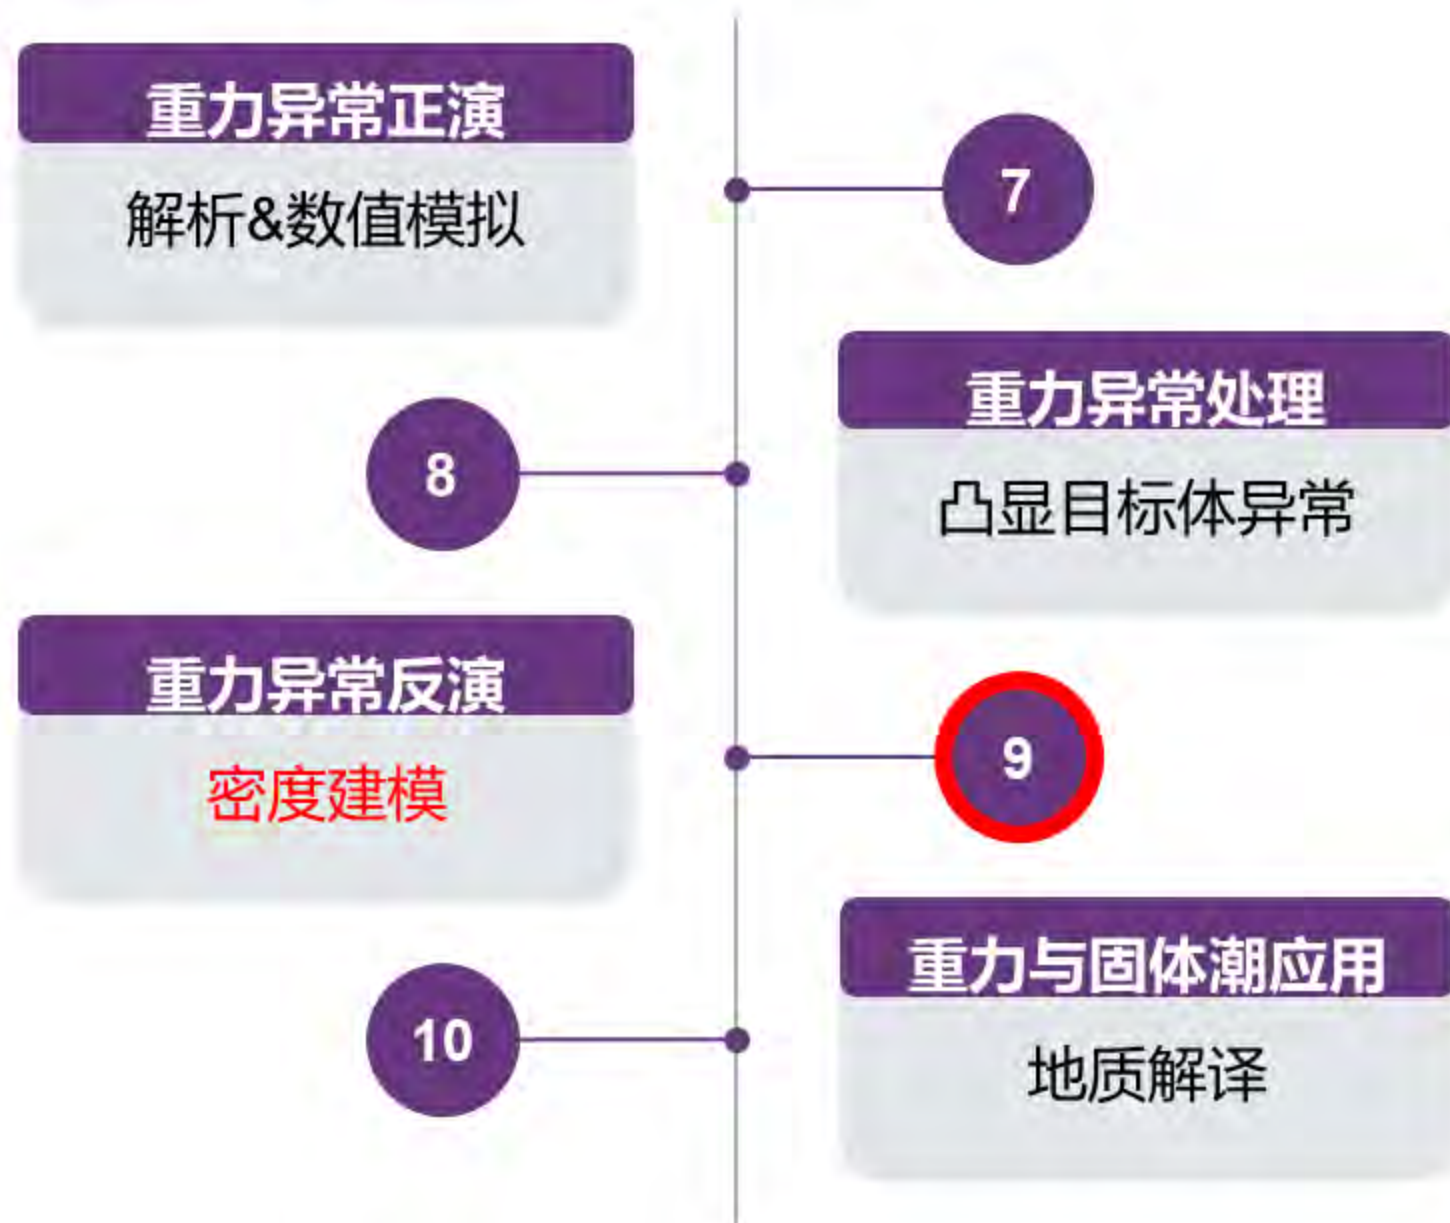 重力异常正演
解析&数值模拟
7
重力异常处理
8
凸显目标体异常
重力异常反演
密度建模
9
重力与固体潮应用
10
地质解译